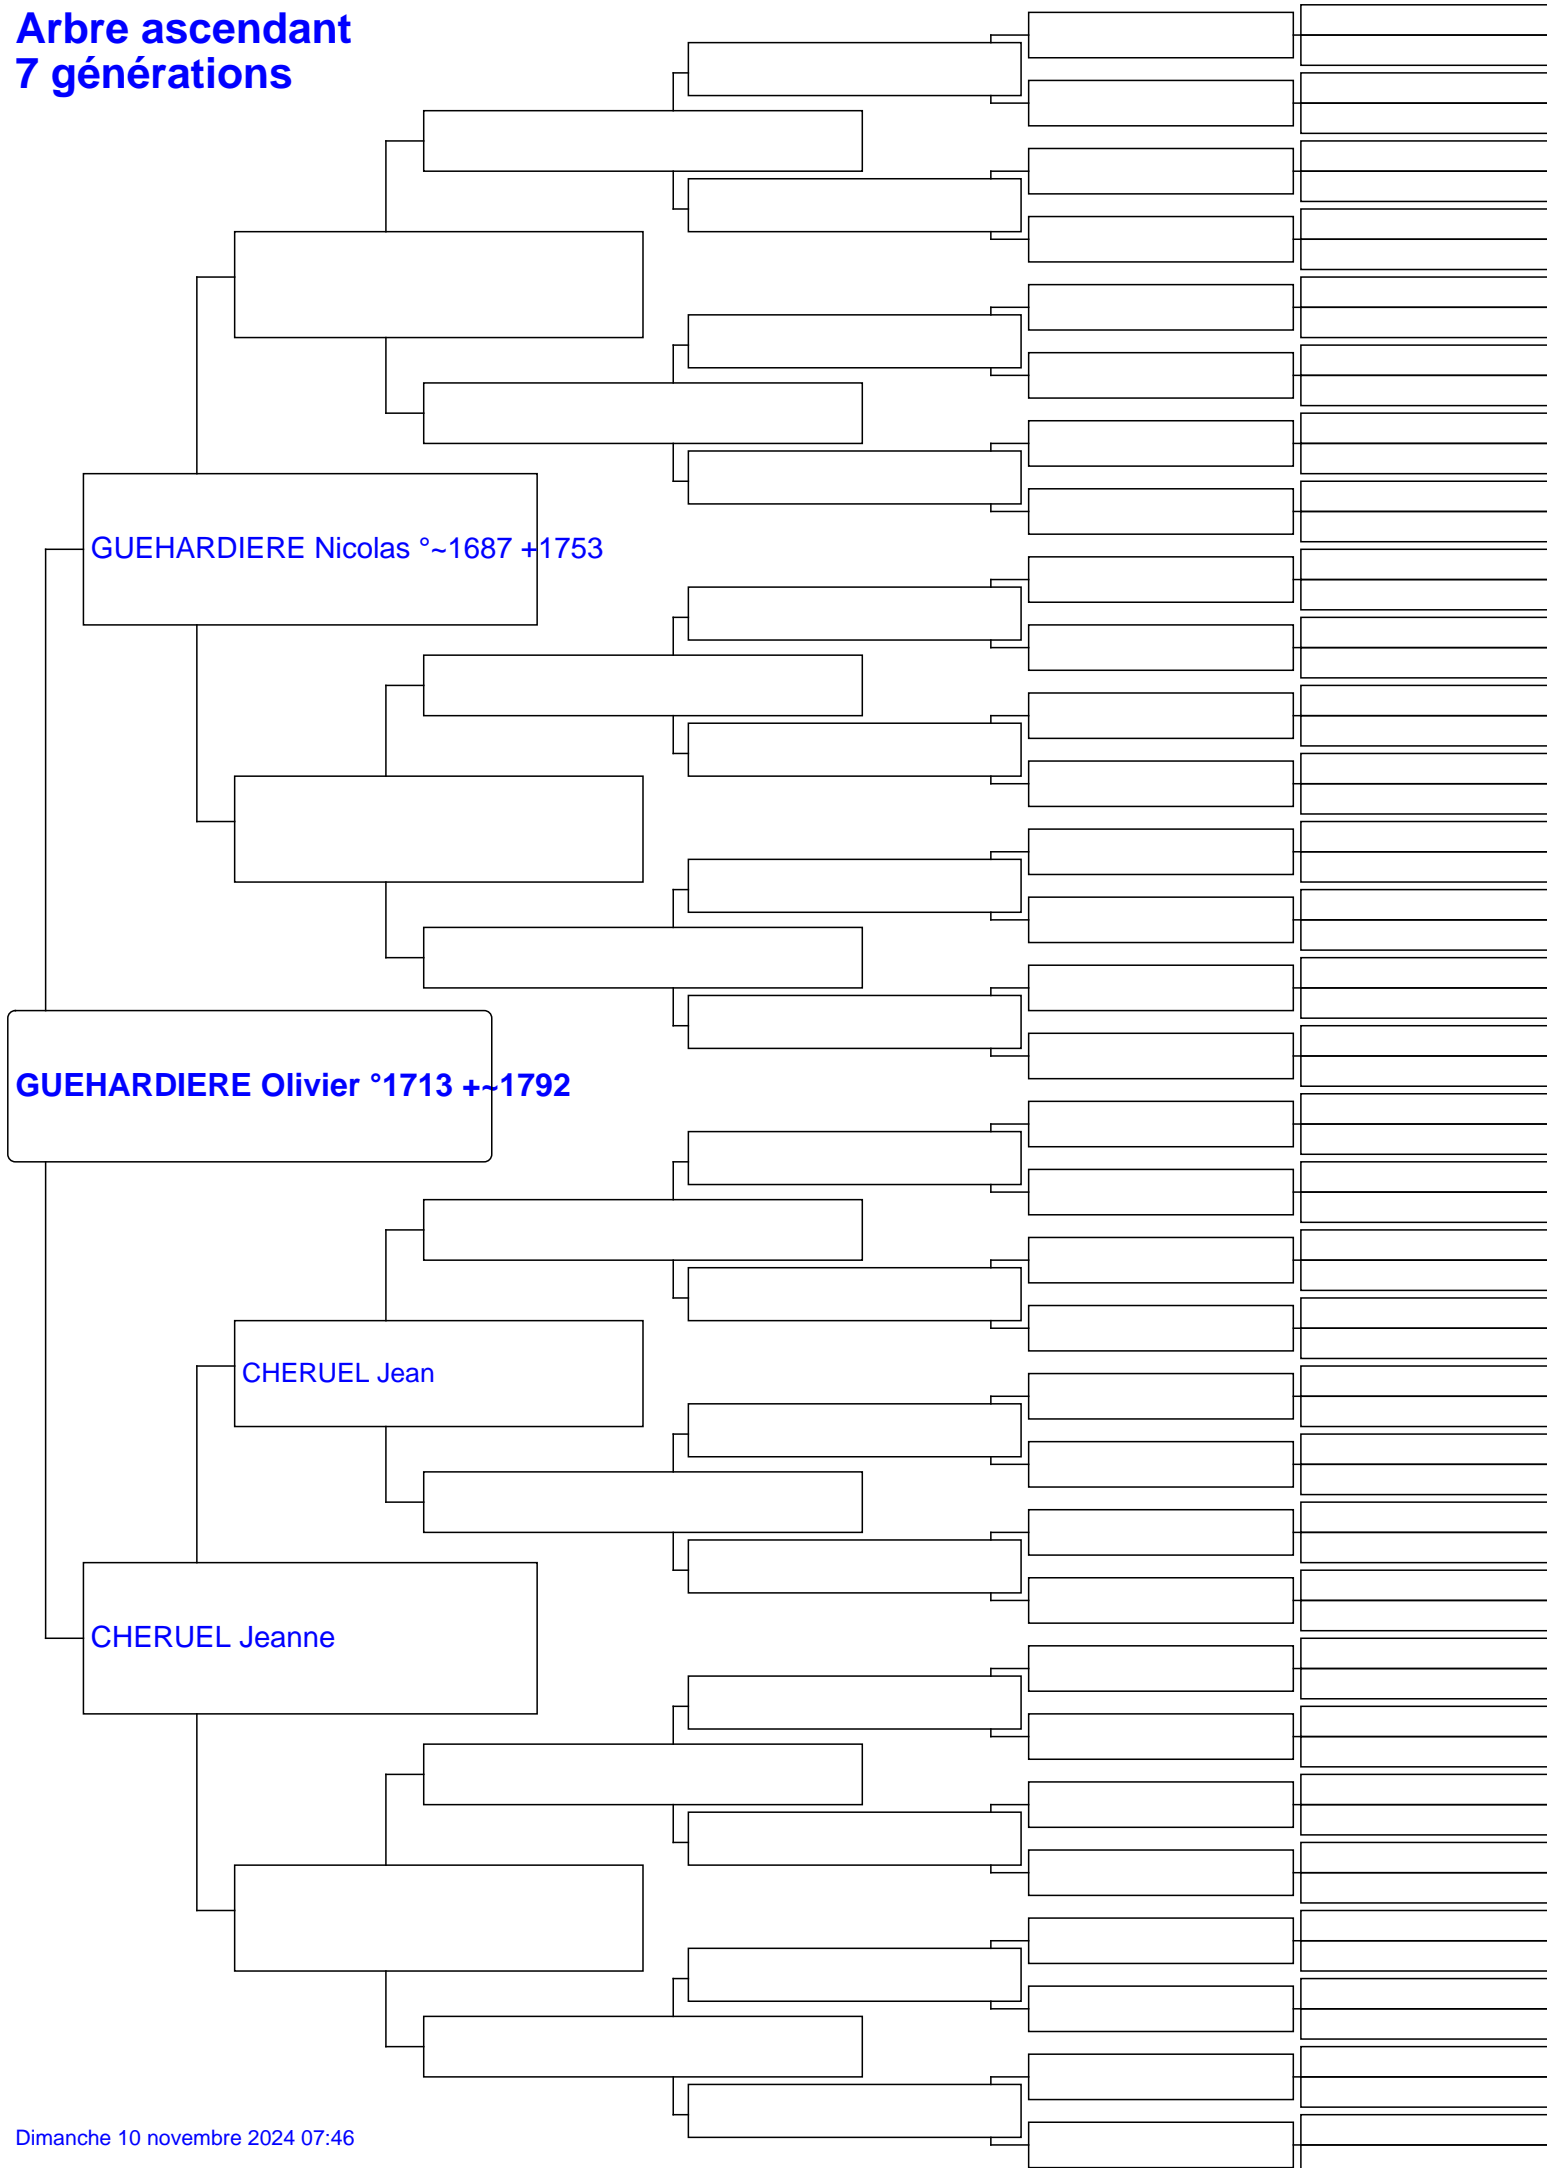 Arbre ascendant
7 générations
GUEHARDIERE Nicolas °~1687 +1753
GUEHARDIERE Olivier °1713 +~1792
CHERUEL Jean
CHERUEL Jeanne
Dimanche 10 novembre 2024 07:46